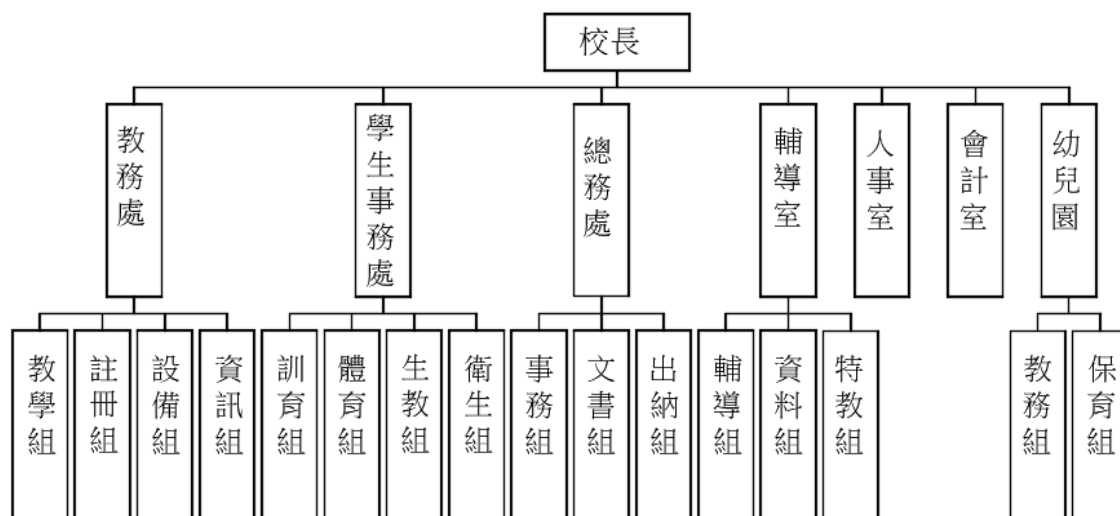 校長
教務處
學生事務處
總務處
輔導室
人事室
會計室
幼兒園
教學組
註冊組
設備組
資訊組
訓育組
體育組
生教組
衛生組
事務組
文書組
出納組
輔導組
資料組
特教組
教務組
保育組